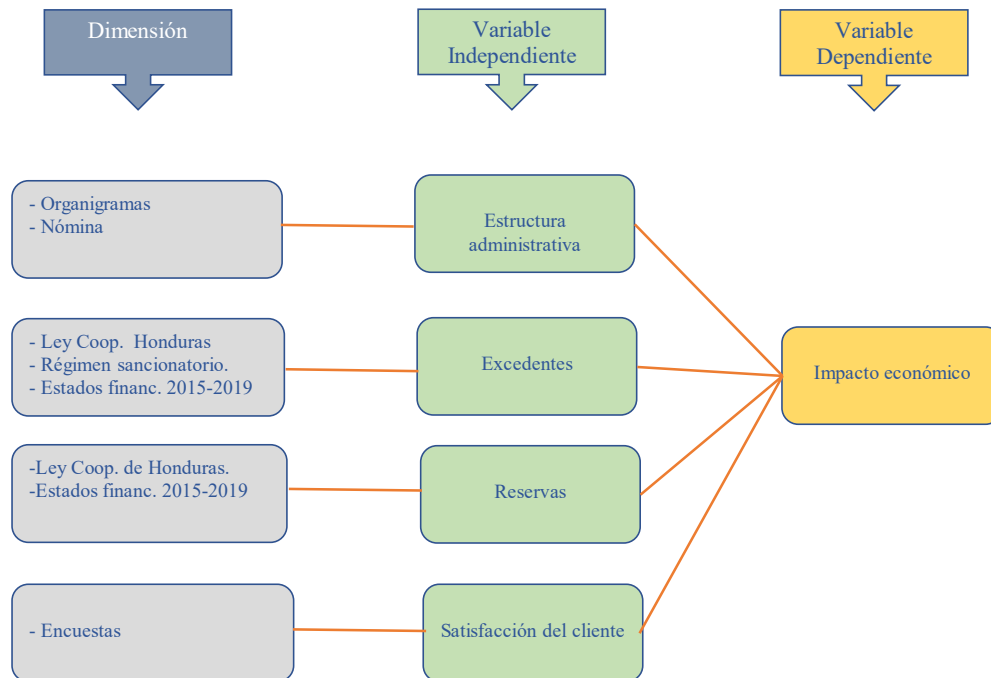 Dimensión
Variable
Independiente
Variable
Dependiente
- Organigramas
- Nómina
Estructura
administrativa
- Ley Coop.  Honduras
- Régimen sancionatorio.
- Estados financ. 2015-2019
Excedentes
Impacto económico
-Ley Coop. de Honduras.
-Estados financ. 2015-2019
Reservas
- Encuestas
Satisfacción del cliente